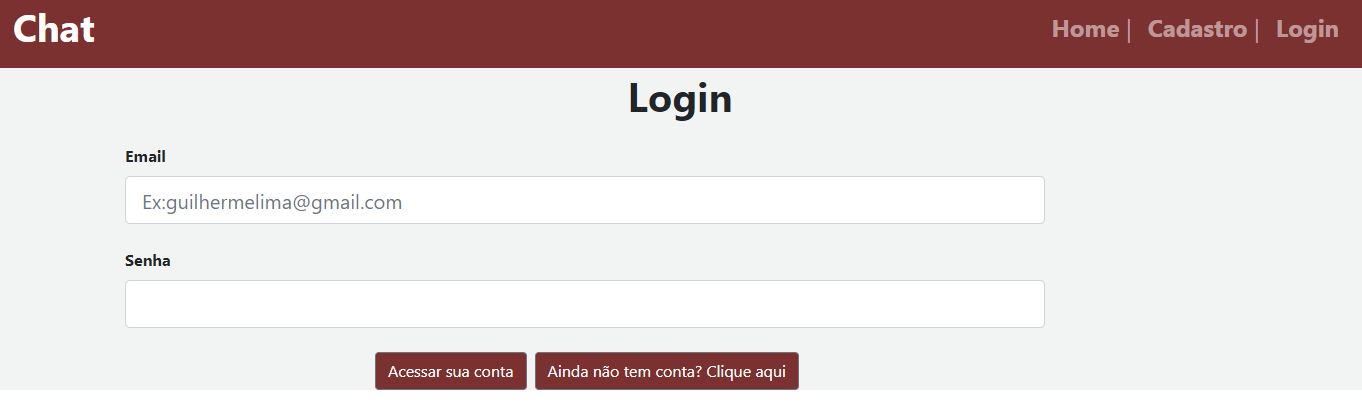 Chat
Home | Cadastro | Login
Login
Email
Ex:guilhermelima@gmail.com
Senha
Acessar sua conta
Ainda não tem conta? Clique aqui